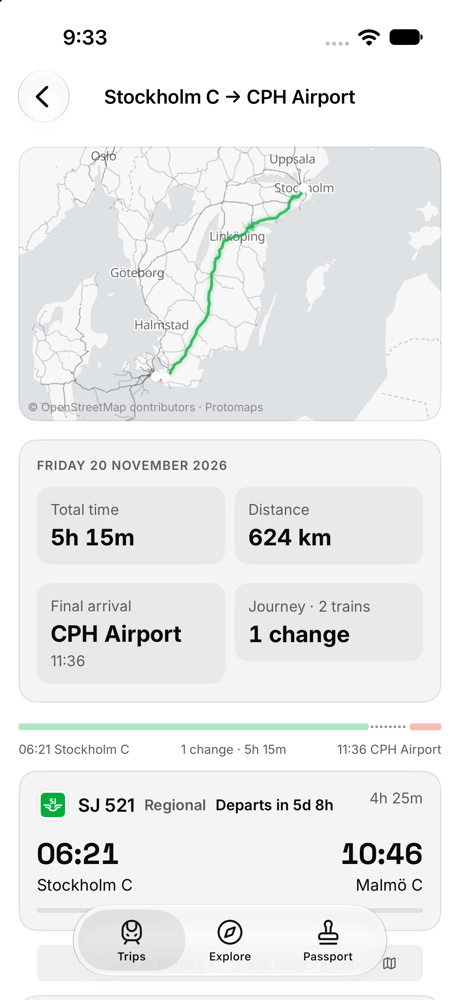 9:33
Stockholm C → CPH Airport
Oslo
Uppsala
Stockholm
Linköping
Göteborg
Halmstad
© OpenStreetMap contributors · Protomaps
FRIDAY 20 NOVEMBER 2026
Total time
5h 15m
Distance
624 km
Final arrival
CPH Airport
11:36
Journey · 2 trains
1 change
06:21 Stockholm C
1 change · 5h 15m
11:36 CPH Airport
SJ
SJ 521 Regional Departs in 5d 8h
4h 25m
06:21
10:46
Stockholm C
Malmö C
Trips
Explore
Passport